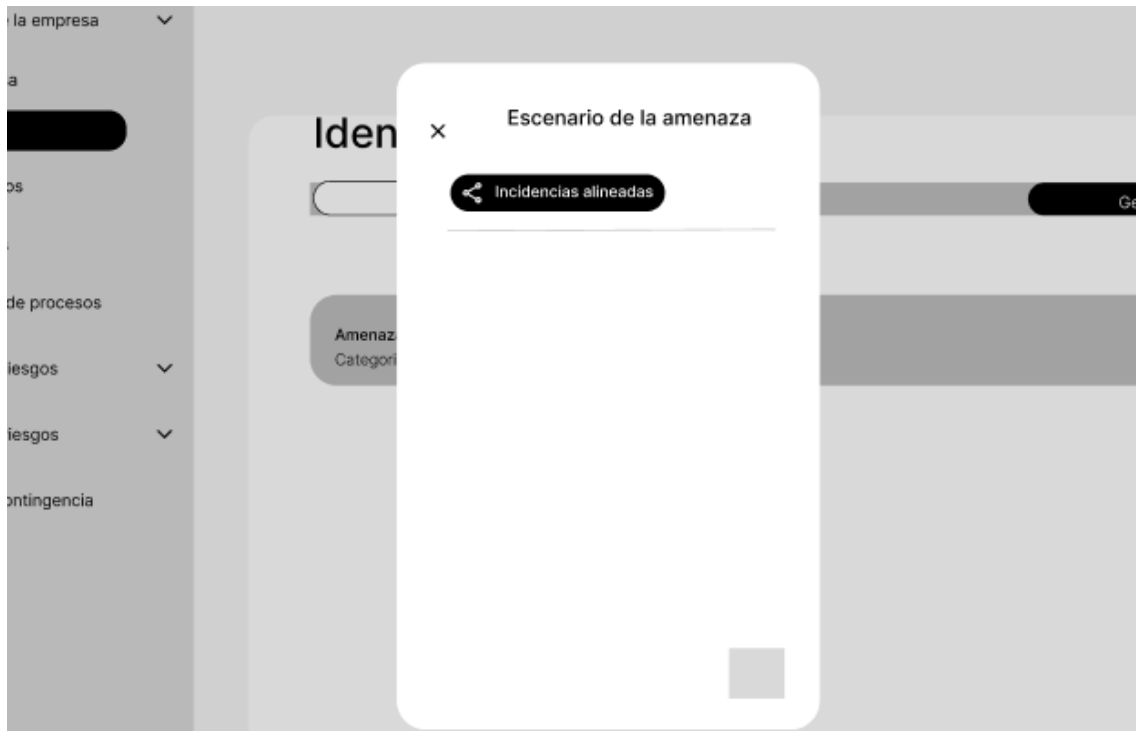 la empresa
a
os
de procesos
iesgos
iesgos
ontingencia
Iden
Ge
Amenaz
Categori
Escenario de la amenaza
Incidencias alineadas